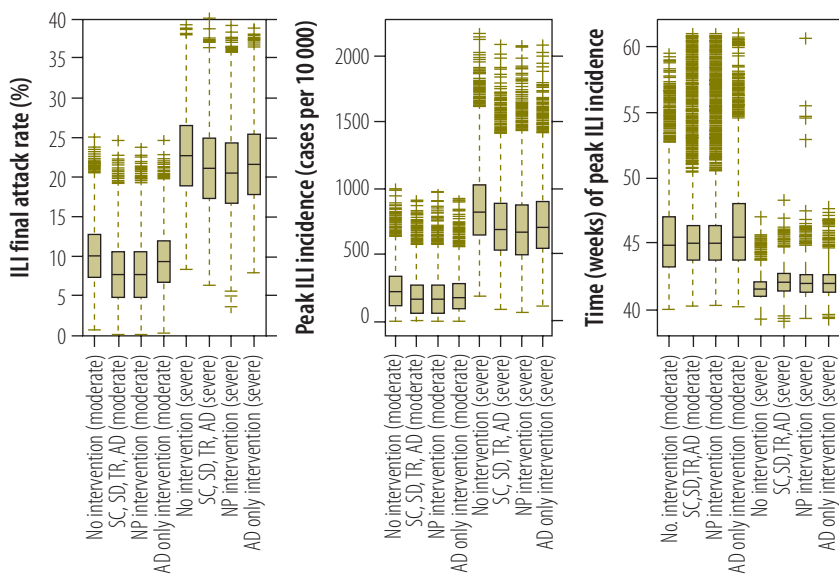 ILI final attack rate (%)
40
35
30
25
20
15
10
5
0
No intervention (moderate)
SC, SD, TR, AD (moderate)
NP intervention (moderate)
AD only intervention (moderate)
No intervention (severe)
SC, SD, TR, AD (severe)
NP intervention (severe)
AD only intervention (severe)
Peak ILI incidence (cases per 10 000)
2000
1500
1000
500
0
No intervention (moderate)
SC, SD, TR, AD (moderate)
NP intervention (moderate)
AD only intervention (moderate)
No intervention (severe)
SC, SD, TR, AD (severe)
NP intervention (severe)
AD only intervention (severe)
Time (weeks) of peak ILI incidence
60
55
50
45
40
No. intervention (moderate)
SC,SD,TR,AD (moderate)
NP intervention (moderate)
AD only intervention (moderate)
No intervention (severe)
SC,SD,TR,AD (severe)
NP intervention (severe)
AD only intervention (severe)